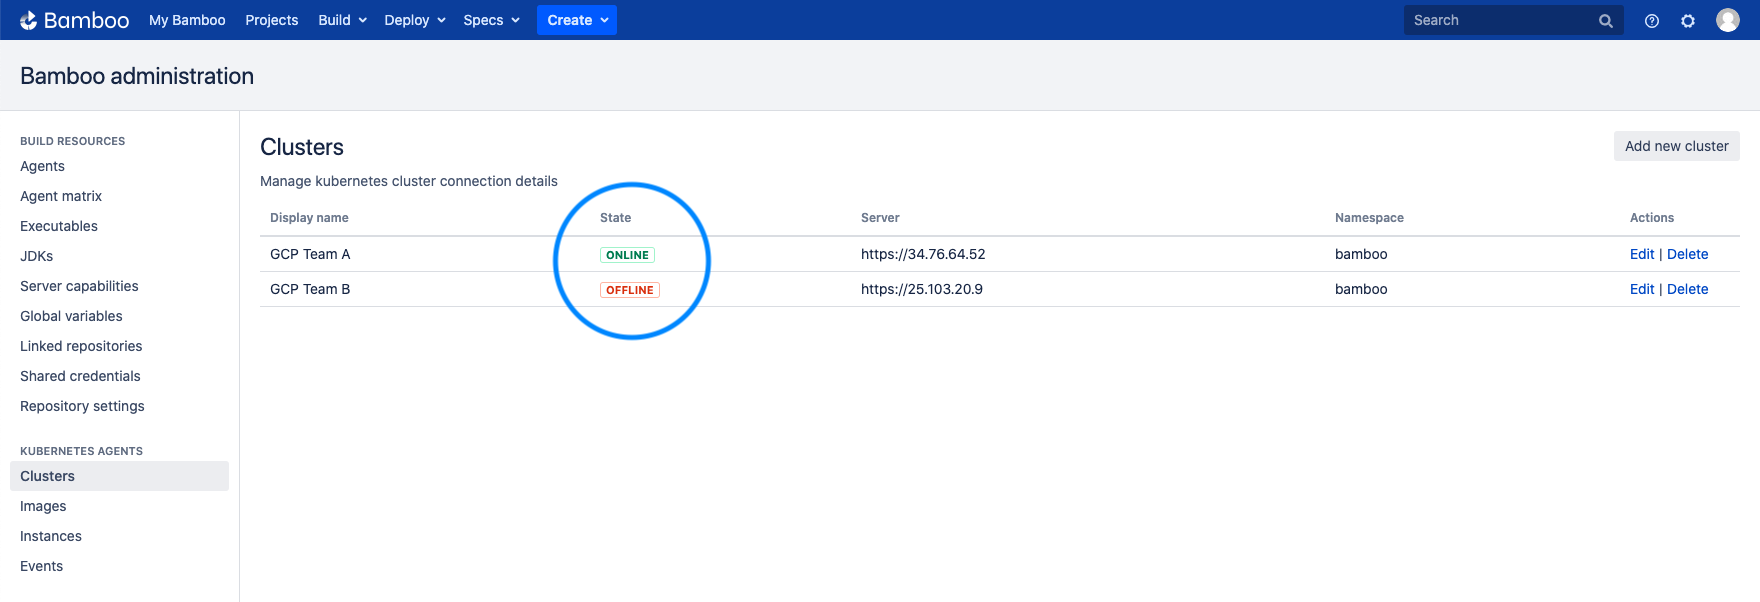 Bamboo My Bamboo Projects Build Deploy Specs Create Search
Bamboo administration
BUILD RESOURCES
Agents
Agent matrix
Executables
JDKs
Server capabilities
Global variables
Linked repositories
Shared credentials
Repository settings
KUBERNETES AGENTS
Clusters
Images
Instances
Events
Clusters
Add new cluster
Manage kubernetes cluster connection details
Display name State Server Namespace Actions
GCP Team A ONLINE https://34.76.64.52 bamboo Edit | Delete
GCP Team B OFFLINE https://25.103.20.9 bamboo Edit | Delete